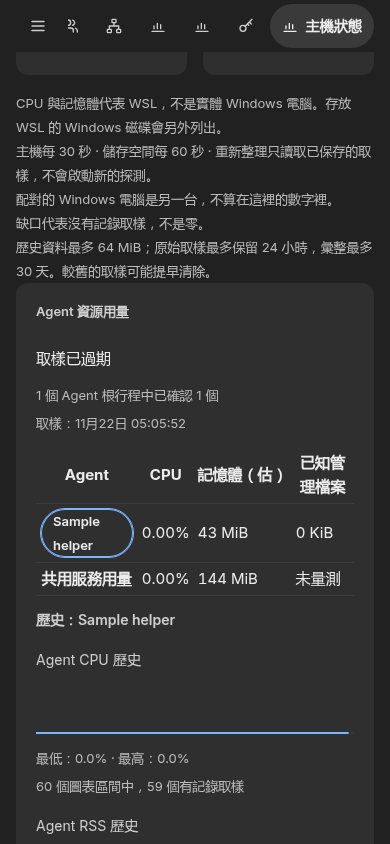 主機狀態
CPU 與記憶體代表 WSL，不是實體 Windows 電腦。存放
WSL 的 Windows 磁碟會另外列出。
主機每 30 秒 · 儲存空間每 60 秒 · 重新整理只讀取已保存的取
樣，不會啟動新的探測。
配對的 Windows 電腦是另一台，不算在這裡的數字裡。
缺口代表沒有記錄取樣，不是零。
歷史資料最多 64 MiB；原始取樣最多保留 24 小時，彙整最多
30 天。較舊的取樣可能提早清除。
Agent 資源用量
取樣已過期
1 個 Agent 根行程中已確認 1 個
取樣：11月22日 05:05:52
Agent CPU 記憶體（估） 已知管
理檔案
Sample
helper 0.00% 43 MiB 0 KiB
共用服務用量 0.00% 144 MiB 未量測
歷史：Sample helper
Agent CPU 歷史
最低：0.0% · 最高：0.0%
60 個圖表區間中，59 個有記錄取樣
Agent RSS 歷史